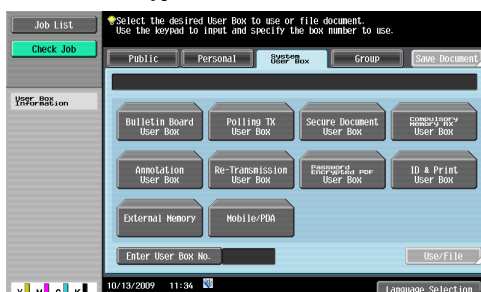 Job List
Check Job
User Box
Information
Select the desired User Box to use or file document.
Use the keypad to input and specify the box number to use.
Public
Personal
System
User Box
Group
Save Document
Bulletin Board
User Box
Polling TX
User Box
Secure Document
User Box
Compulsory
Memory RX
User Box
Annotation
User Box
Re-Transmission
User Box
Password
Encrypted PDF
User Box
ID & Print
User Box
External Memory
Mobile/PDA
Enter User Box No.
Use/File
Y M C K
10/13/2009 11:34
Language Selection